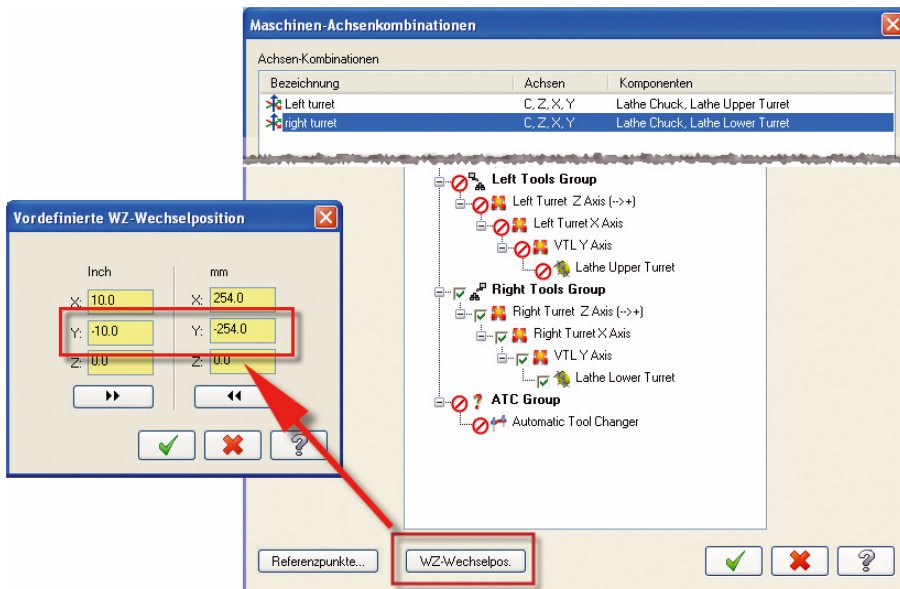 Maschinen-Achsenkombinationen
Achsen-Kombinationen
Bezeichnung Achsen Komponenten
Left turret C, Z, X, Y Lathe Chuck, Lathe Upper Turret
right turret C, Z, X, Y Lathe Chuck, Lathe Lower Turret
Left Tools Group
Left Turret Z Axis (-->+)
Left Turret X Axis
VTL Y Axis
Lathe Upper Turret
Right Tools Group
Right Turret Z Axis (-->+)
Right Turret X Axis
VTL Y Axis
Lathe Lower Turret
ATC Group
Automatic Tool Changer
Vordefinierte WZ-Wechselposition
Inch mm
X: 10.0 X: 254.0
Y: -10.0 Y: -254.0
Z: 0.0 Z: 0.0
Referenzpunkte... WZ-Wechselpos.